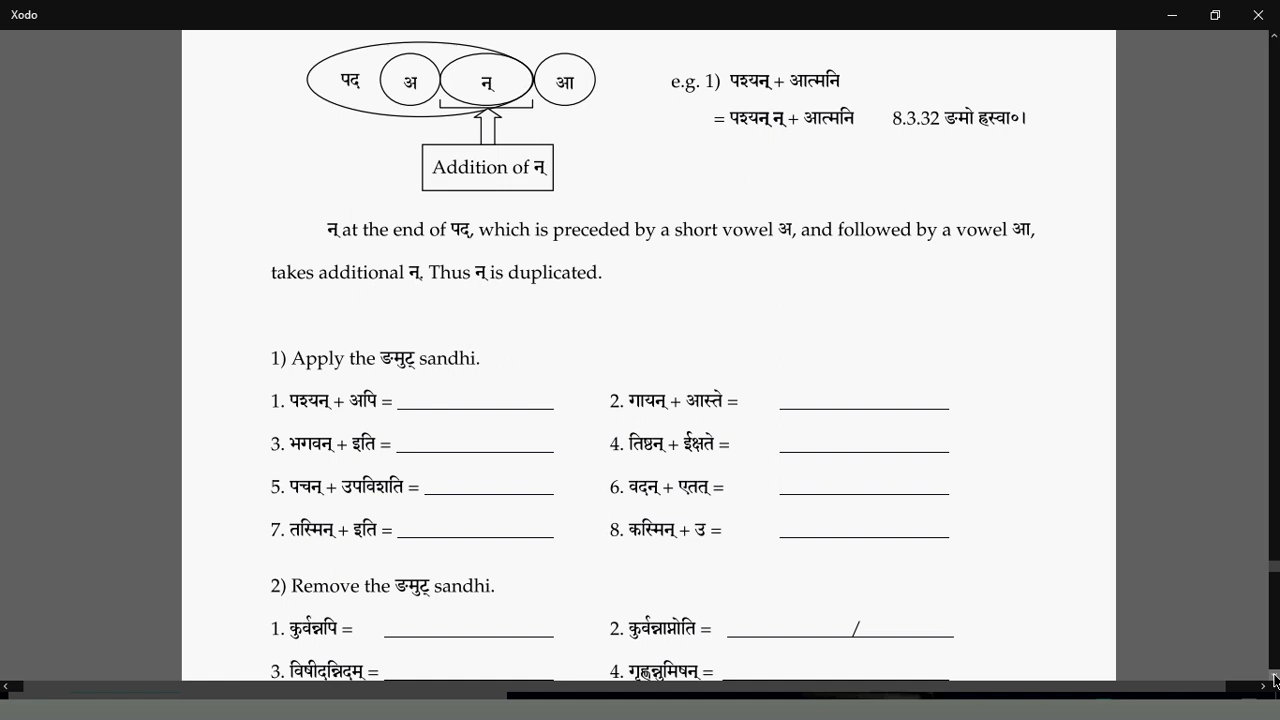 Xodo
पद अ न् आ e.g. 1) पश्यन् + आत्मनि
= पश्यन् न् + आत्मनि 8.3.32 ङमो ह्रस्वा०।
Addition of न्
न् at the end of पद, which is preceded by a short vowel अ, and followed by a vowel आ,
takes additional न्. Thus न् is duplicated.
1) Apply the ङमुट् sandhi.
1. पश्यन् + अपि = 2. गायन् + आस्ते =
3. भगवन् + इति = 4. तिष्ठन् + ईक्षते =
5. पचन् + उपविशति = 6. वदन् + एतत् =
7. तस्मिन् + इति = 8. कस्मिन् + उ =
2) Remove the ङमुट् sandhi.
1. कुर्वन्नपि = 2. कुर्वन्नाप्नोति = /
3. विषीदन्निदम् = 4. गृह्णन्नुमिषन् =